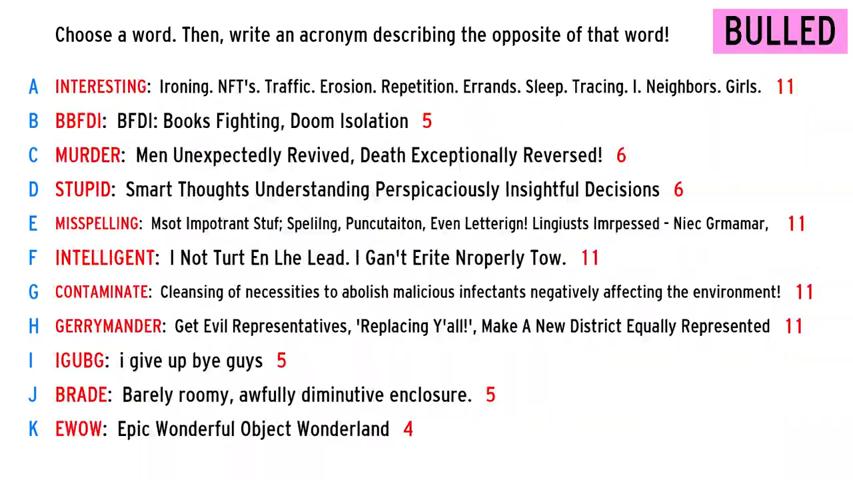 Choose a word. Then, write an acronym describing the opposite of that word!
BULLED
A INTERESTING: Ironing. NFT's. Traffic. Erosion. Repetition. Errands. Sleep. Tracing. I. Neighbors. Girls. 11
B BBFDI: BFDI: Books Fighting, Doom Isolation 5
C MURDER: Men Unexpectedly Revived, Death Exceptionally Reversed! 6
D STUPID: Smart Thoughts Understanding Perspicaciously Insightful Decisions 6
E MISSPELLING: Msot Impotrant Stuf; Spelilng, Puncutaiton, Even Letterign! Lingiusts Imrpessed - Niec Grmamar, 11
F INTELLIGENT: I Not Turt En Lhe Lead. I Gan't Erite Nroperly Tow. 11
G CONTAMINATE: Cleansing of necessities to abolish malicious infectants negatively affecting the environment! 11
H GERRYMANDER: Get Evil Representatives, 'Replacing Y'all!', Make A New District Equally Represented 11
I IGUBG: i give up bye guys 5
J BRADE: Barely roomy, awfully diminutive enclosure. 5
K EWOW: Epic Wonderful Object Wonderland 4